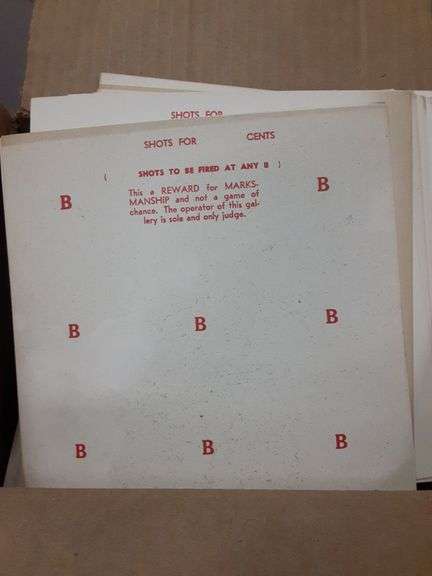 SHOTS FOR
SHOTS FOR CENTS
( SHOTS TO BE FIRED AT ANY B )
B
This a REWARD for MARKS-
MANSHIP and not a game of
chance. The operator of this gal-
lery is sole and only judge.
B
B B B
B B B